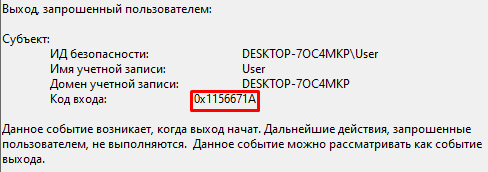 Выход, запрошенный пользователем:
Субъект:
ИД безопасности: DESKTOP-7OC4MKP\User
Имя учетной записи: User
Домен учетной записи: DESKTOP-7OC4MKP
Код входа: 0x1156671A
Данное событие возникает, когда выход начат. Дальнейшие действия, запрошенные
пользователем, не выполняются. Данное событие можно рассматривать как событие
выхода.